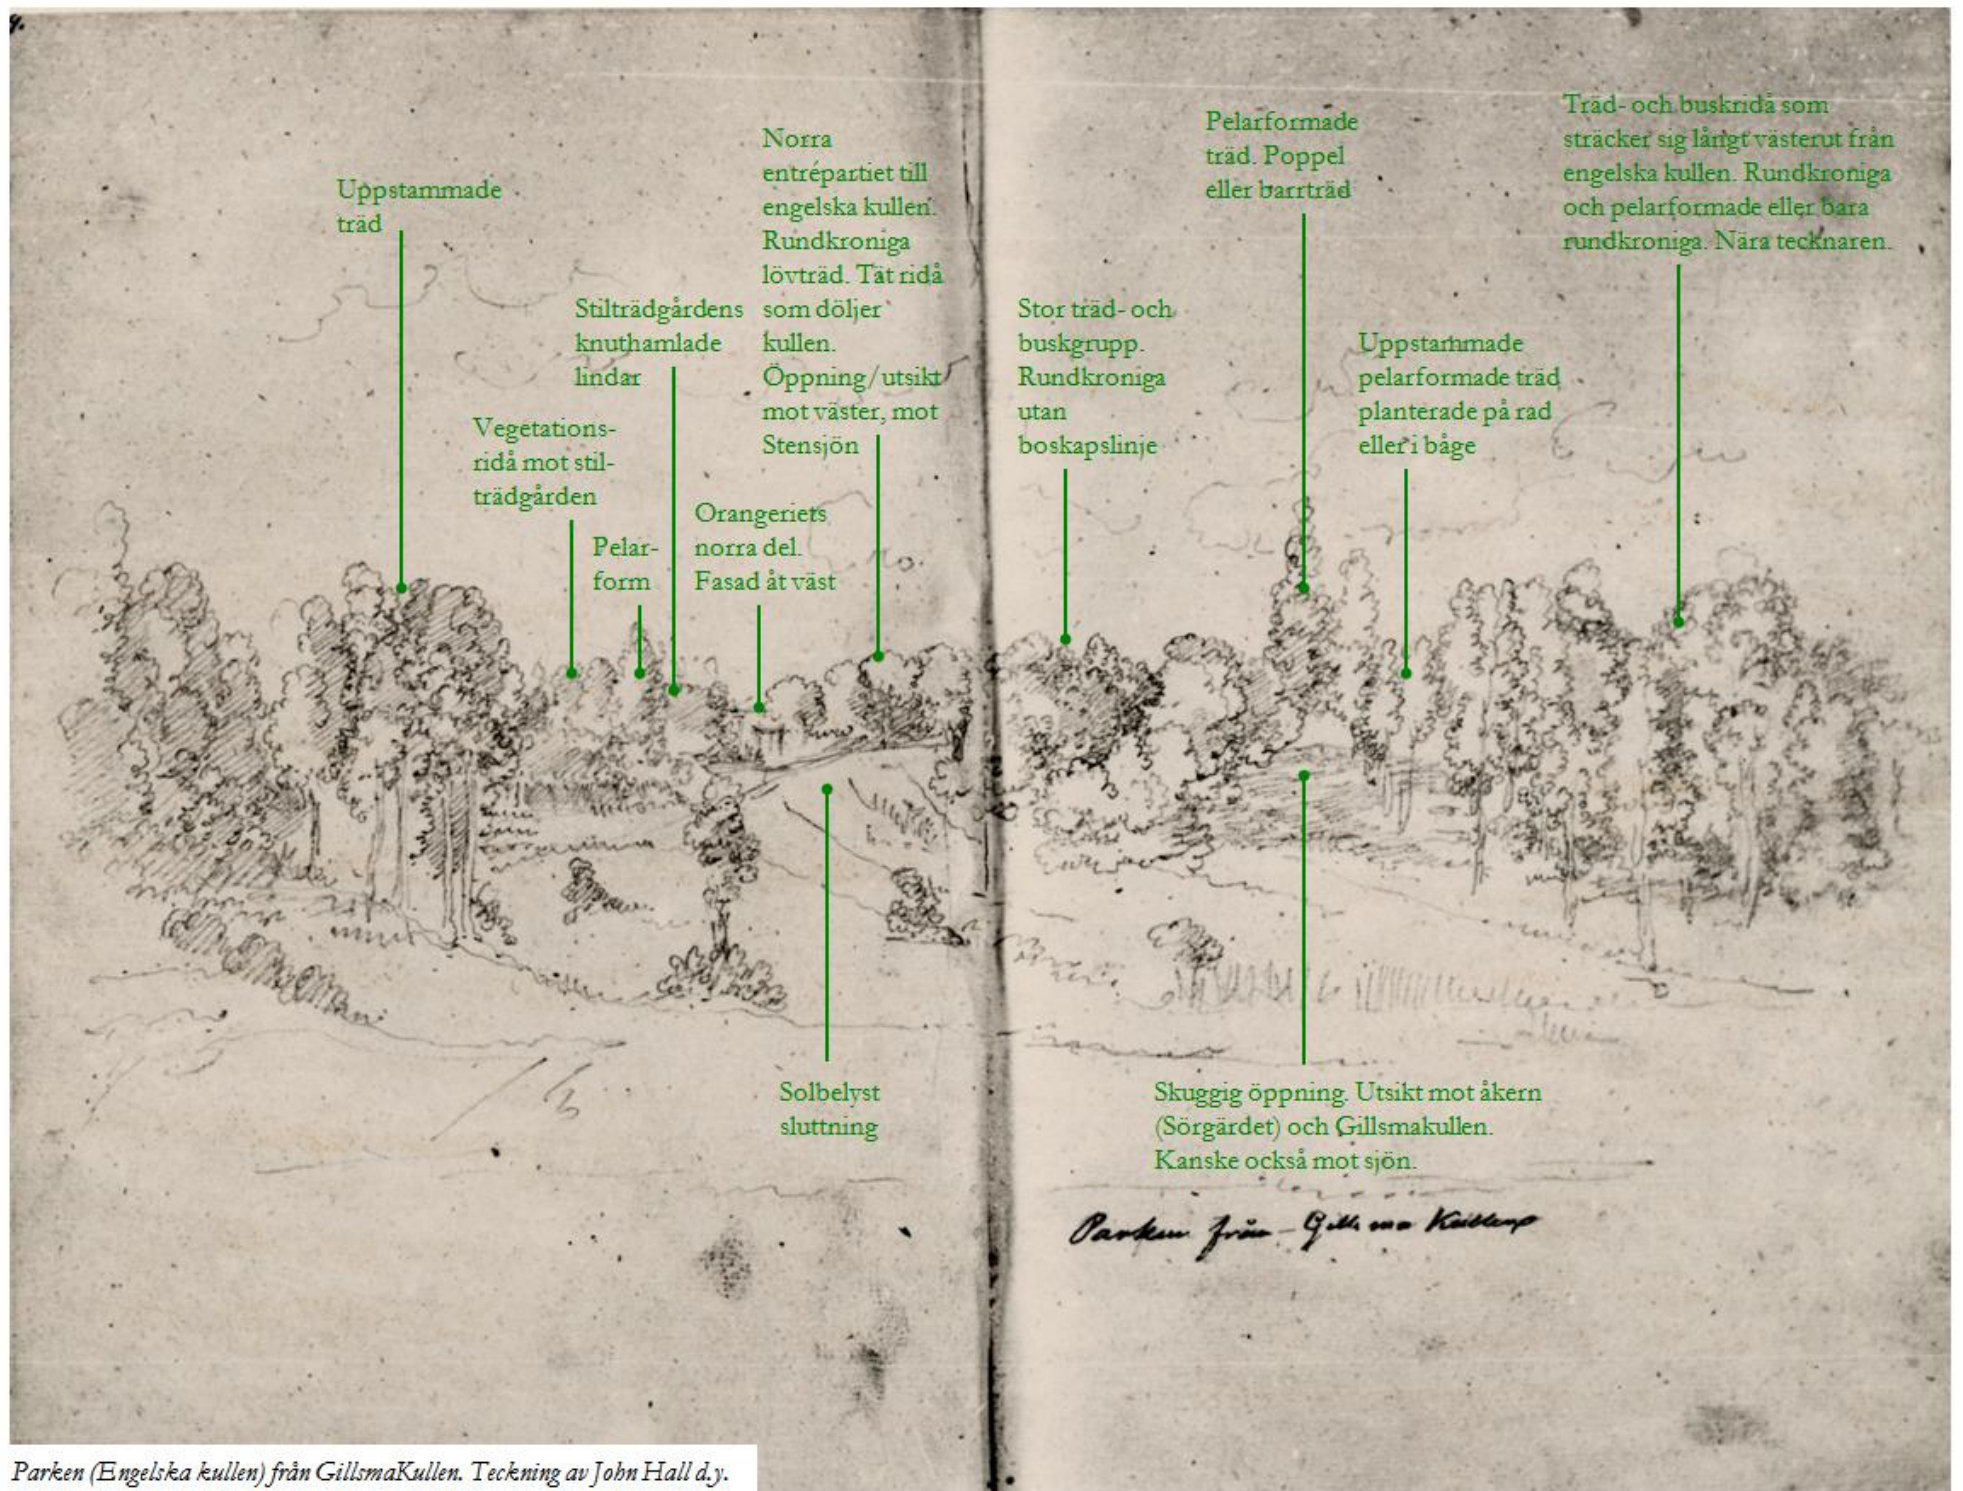 9.
Uppstammade
träd
Vegetations-
ridå mot stil-
trädgården
Pelar-
form
Stilträdgårdens
knuthamlade
lindar
Orangeriets
norra del.
Fasad åt väst
Norra
entrépartiet till
engelska kullen.
Rundkroniga
lövträd. Tät ridå
som döljer
kullen.
Öppning/utsikt
mot väster, mot
Stensjön
Stor träd- och
buskgrupp.
Rundkroniga
utan
boskapslinje
Pelarformade
träd. Poppel
eller barrträd
Uppstammade
pelarformade träd
planterade på rad
eller i båge
Träd- och buskridå som
sträcker sig långt västerut från
engelska kullen. Rundkroniga
och pelarformade eller bara
rundkroniga. Nära tecknaren.
Solbelyst
sluttning
Skuggig öppning. Utsikt mot åkern
(Sörgärdet) och Gillsmakullen.
Kanske också mot sjön.
Parken från Gillsma Kullen
Parken (Engelska kullen) från GillsmaKullen. Teckning av John Hall d.y.